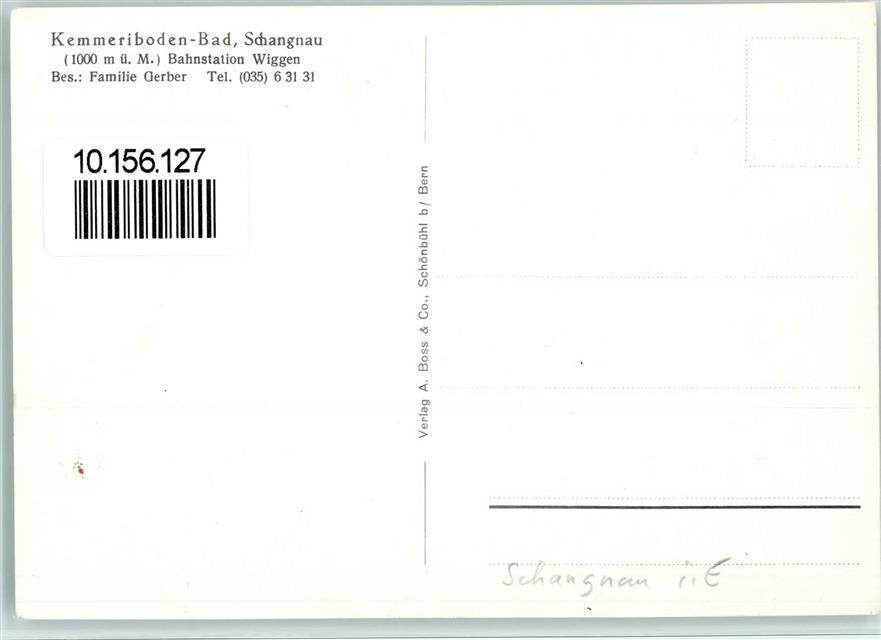 Kemmeriboden-Bad, Schangnau
(1000 m ü. M.) Bahnstation Wiggen
Bes.: Familie Gerber Tel. (035) 6 31 31
10.156.127
Verlag A. Boss & Co., Schönbühl b/ Bern
Schangnau i. E